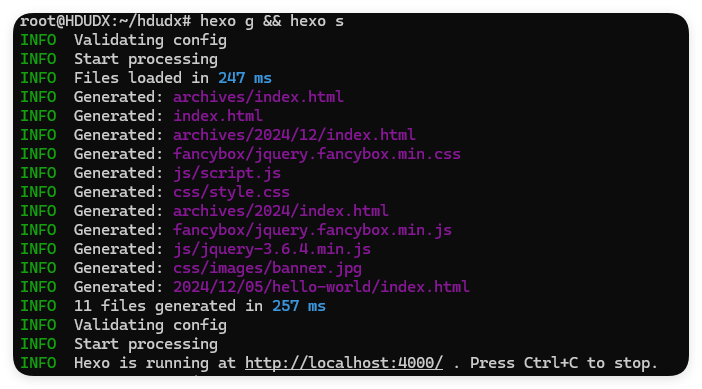 root@HDUDX:~/hdudx# hexo g && hexo s
INFO  Validating config
INFO  Start processing
INFO  Files loaded in 247 ms
INFO  Generated: archives/index.html
INFO  Generated: index.html
INFO  Generated: archives/2024/12/index.html
INFO  Generated: fancybox/jquery.fancybox.min.css
INFO  Generated: js/script.js
INFO  Generated: css/style.css
INFO  Generated: archives/2024/index.html
INFO  Generated: fancybox/jquery.fancybox.min.js
INFO  Generated: js/jquery-3.6.4.min.js
INFO  Generated: css/images/banner.jpg
INFO  Generated: 2024/12/05/hello-world/index.html
INFO  11 files generated in 257 ms
INFO  Validating config
INFO  Start processing
INFO  Hexo is running at http://localhost:4000/ . Press Ctrl+C to stop.